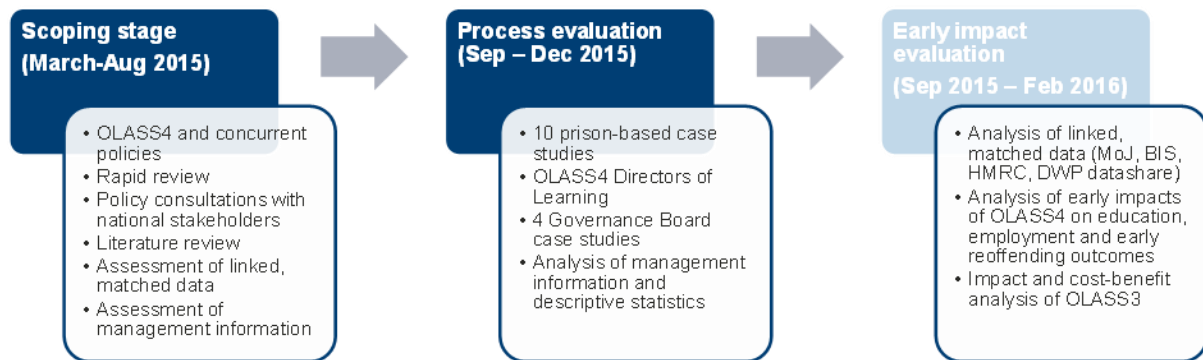 Scoping stage
(March-Aug 2015)
• OLASS4 and concurrent
policies
• Rapid review
• Policy consultations with
national stakeholders
• Literature review
• Assessment of linked,
matched data
• Assessment of
management information
Process evaluation
(Sep – Dec 2015)
• 10 prison-based case
studies
• OLASS4 Directors of
Learning
• 4 Governance Board
case studies
• Analysis of management
information and
descriptive statistics
Early impact
evaluation
(Sep 2015 – Feb 2016)
• Analysis of linked,
matched data (MoJ, BIS,
HMRC, DWP datashare)
• Analysis of early impacts
of OLASS4 on education,
employment and early
reoffending outcomes
• Impact and cost-benefit
analysis of OLASS3